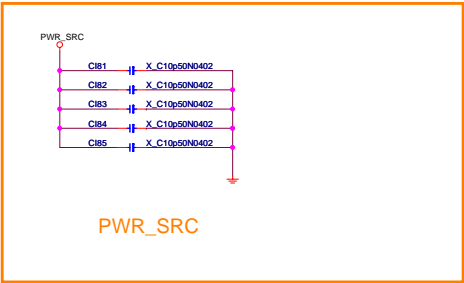 PWR_SRC
CI81 X_C10p50N0402
CI82 X_C10p50N0402
CI83 X_C10p50N0402
CI84 X_C10p50N0402
CI85 X_C10p50N0402
PWR_SRC